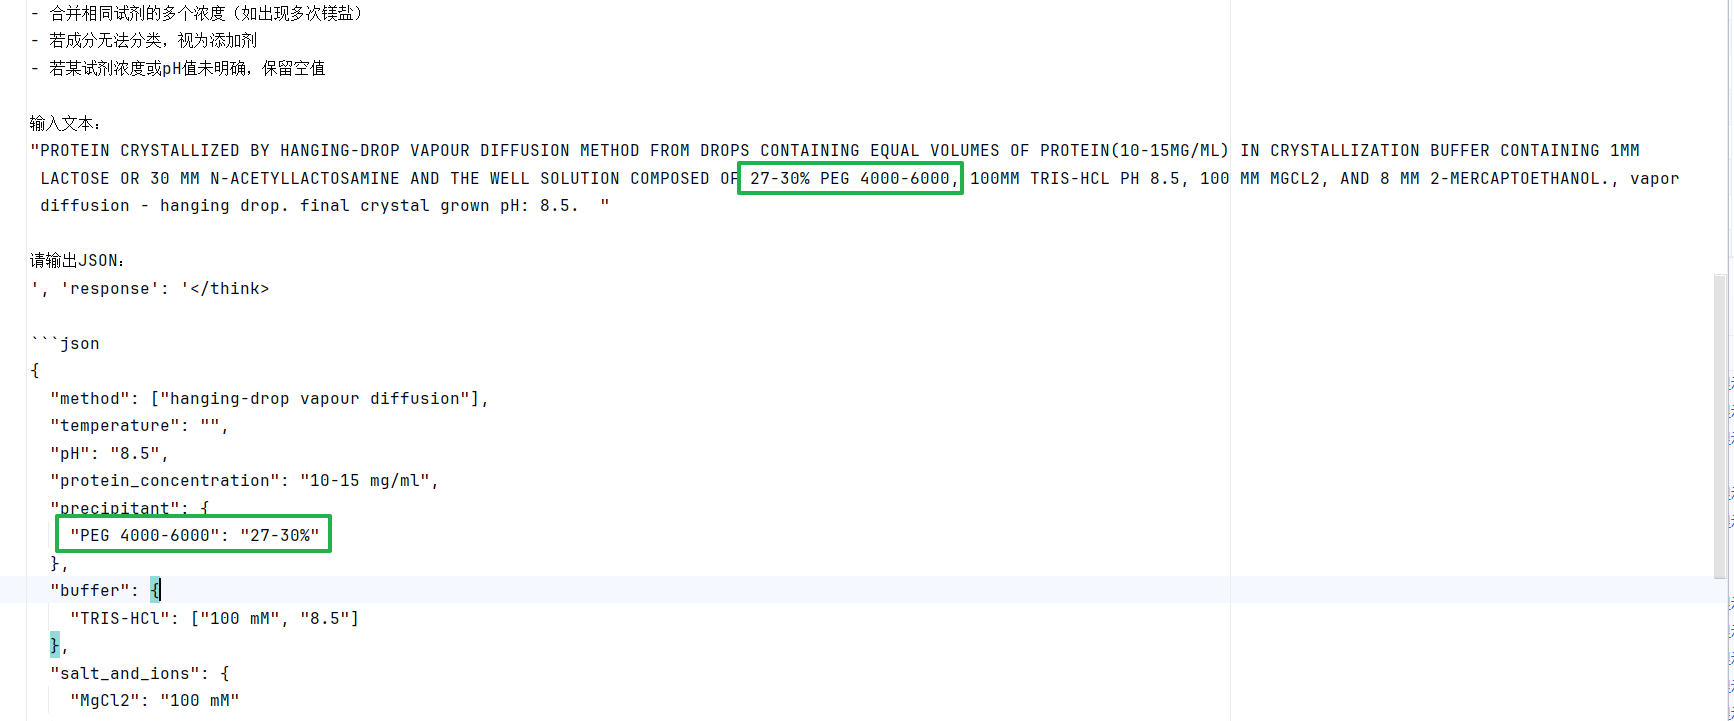 - 合并相同试剂的多个浓度（如出现多次镁盐）
- 若成分无法分类，视为添加剂
- 若某试剂浓度或pH值未明确，保留空值
输入文本：
"PROTEIN CRYSTALLIZED BY HANGING-DROP VAPOUR DIFFUSION METHOD FROM DROPS CONTAINING EQUAL VOLUMES OF PROTEIN(10-15MG/ML) IN CRYSTALLIZATION BUFFER CONTAINING 1MM
LACTOSE OR 30 MM N-ACETYLLACTOSAMINE AND THE WELL SOLUTION COMPOSED OF 27-30% PEG 4000-6000, 100MM TRIS-HCL PH 8.5, 100 MM MGCL2, AND 8 MM 2-MERCAPTOETHANOL., vapor
diffusion - hanging drop. final crystal grown pH: 8.5.  "
请输出JSON：
', 'response': '</think>
```json
{
"method": ["hanging-drop vapour diffusion"],
"temperature": "",
"pH": "8.5",
"protein_concentration": "10-15 mg/ml",
"precipitant": {
"PEG 4000-6000": "27-30%"
},
"buffer": {
"TRIS-HCl": ["100 mM", "8.5"]
},
"salt_and_ions": {
"MgCl2": "100 mM"